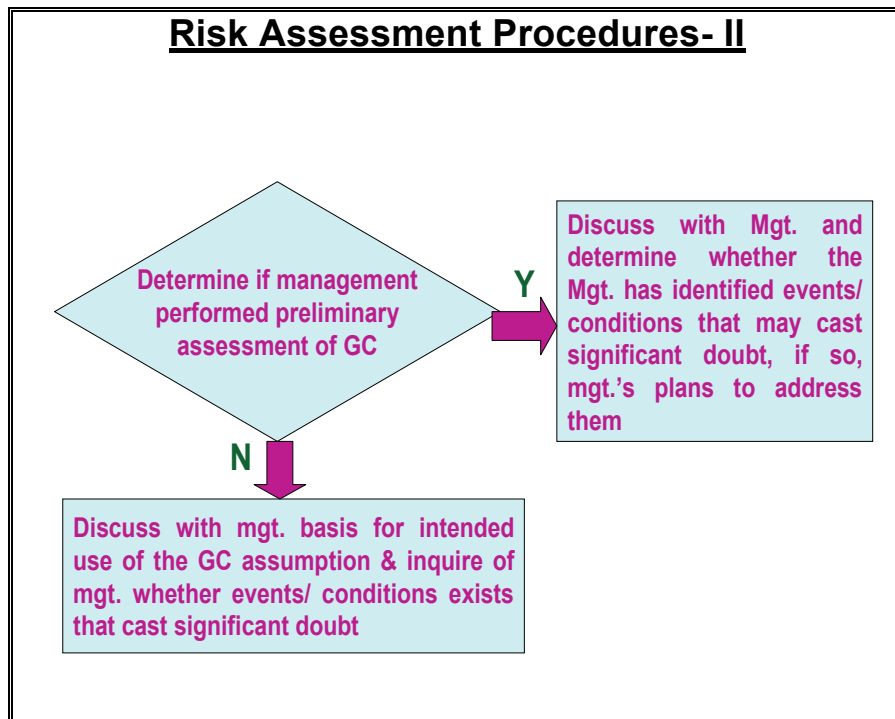 Risk Assessment Procedures- II
Determine if management
performed preliminary
assessment of GC
Y
Discuss with Mgt. and
determine whether the
Mgt. has identified events/
conditions that may cast
significant doubt, if so,
mgt.'s plans to address
them
N
Discuss with mgt. basis for intended
use of the GC assumption & inquire of
mgt. whether events/ conditions exists
that cast significant doubt